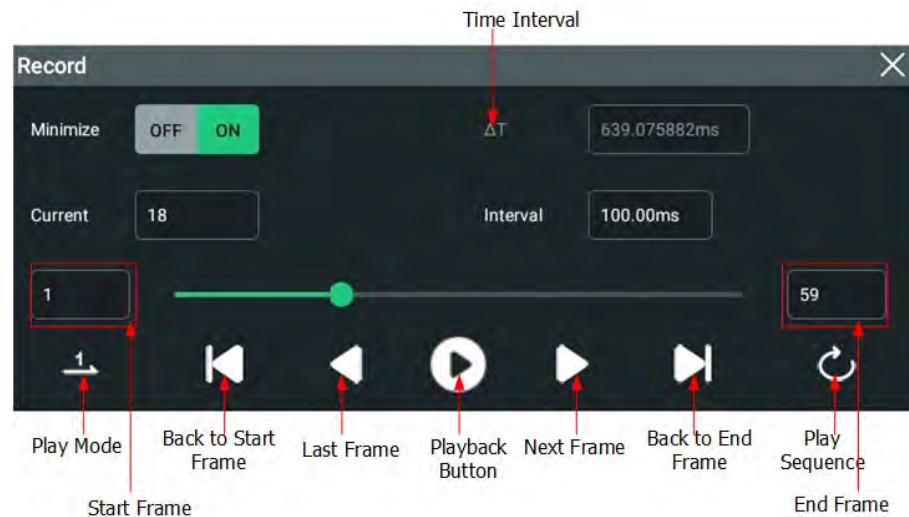 Time Interval
Record
Minimize OFF ON ΔT 639.075882ms
Current 18 Interval 100.00ms
1 59
1
Play Mode
Back to Start
Frame
Last Frame
Playback
Button
Next Frame
Back to End
Frame
Play
Sequence
Start Frame
End Frame